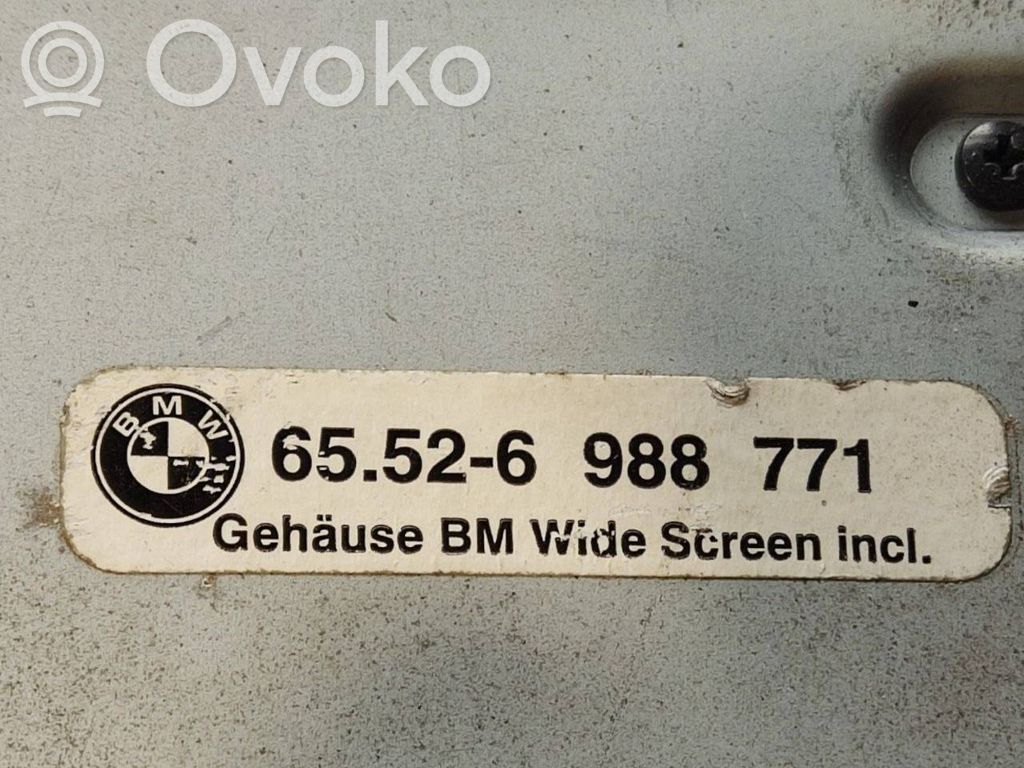 Ovoko
BMW
65.52-6 988 771
Gehäuse BM Wide Screen incl.